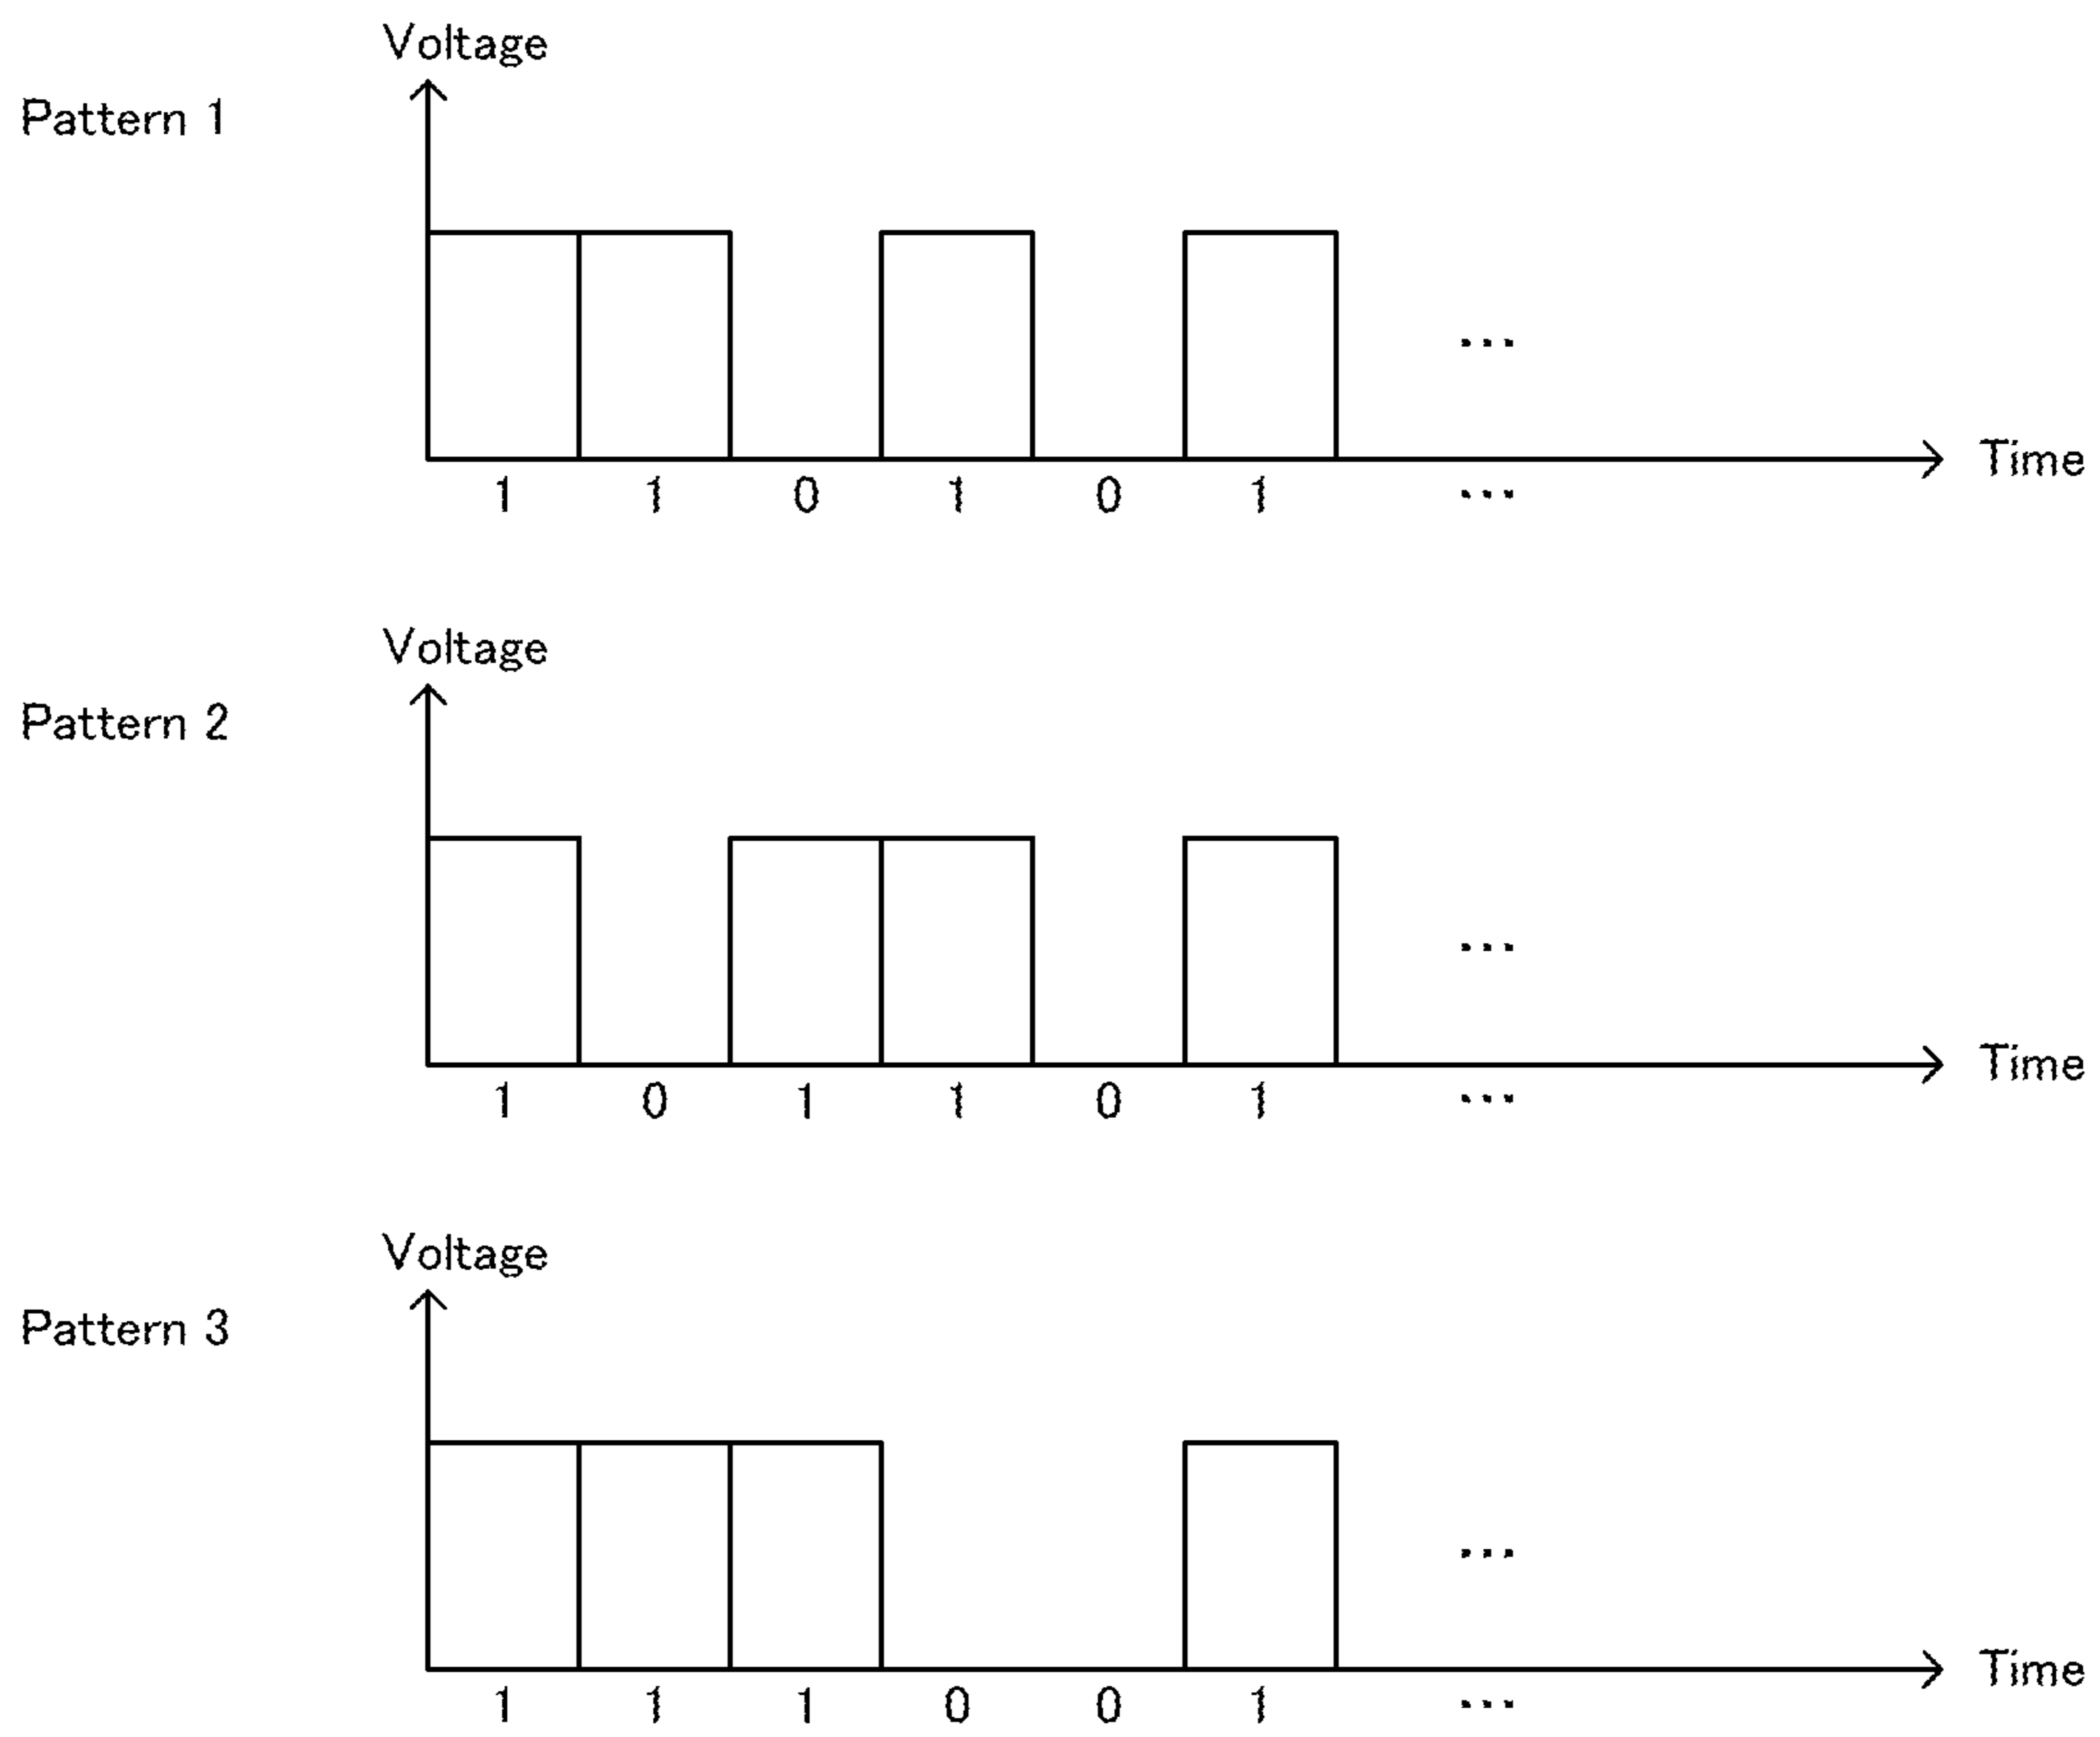 Voltage
Pattern 1
...
Time
1 1 0 1 0 1 ...
Voltage
Pattern 2
...
Time
1 0 1 1 0 1 ...
Voltage
Pattern 3
...
Time
1 1 1 0 0 1 ...